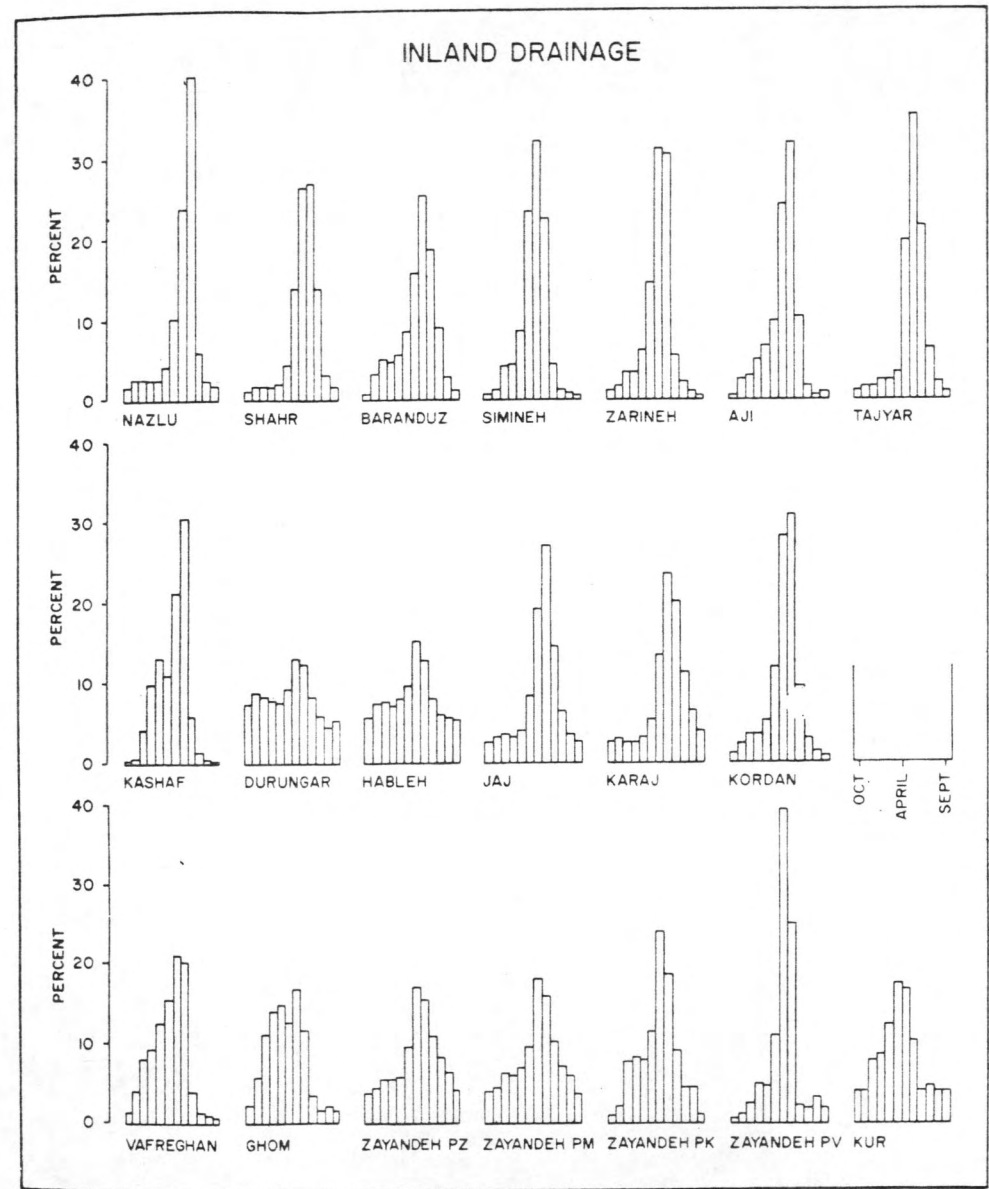 INLAND DRAINAGE
40
30
20
10
0
PERCENT
NAZLU SHAHR BARANDUZ SIMINEH ZARINEH AJI TAJYAR
40
30
20
10
0
PERCENT
KASHAF DURUNGAR HABLEH JAJ KARAJ KORDAN
OCT APRIL SEPT
40
30
20
10
0
PERCENT
VAFREGHAN GHOM ZAYANDEH PZ ZAYANDEH PM ZAYANDEH PK ZAYANDEH PV KUR